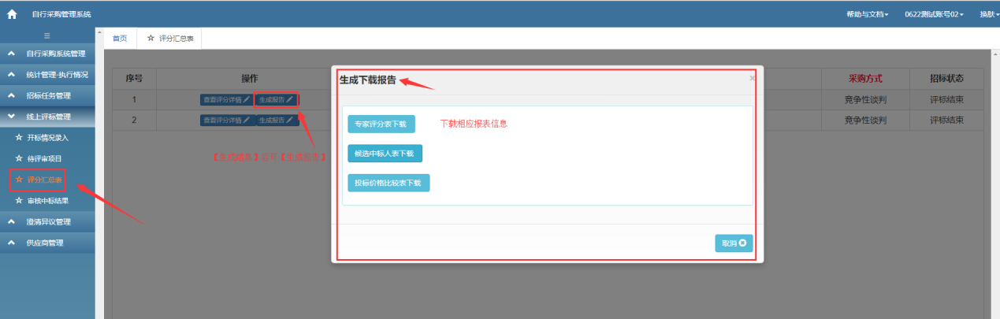 自行采购管理系统
帮助与文档
0622测试账号02
换肤
首页
☆ 评分汇总表
自行采购系统管理
统计管理-执行情况
招标任务管理
线上评标管理
☆ 开标情况录入
☆ 待评审项目
☆ 评分汇总表
☆ 审核中标结果
澄清异议管理
供应商管理
序号
操作
采购方式
招标状态
1
查看评分详情
生成报告
竞争性谈判
评标结束
2
查看评分详情
生成报告
竞争性谈判
评标结束
【生成结果】后可【生成报告】
生成下载报告
×
专家评分表下载
下载相应报表信息
候选中标人表下载
投标价格比较表下载
取消